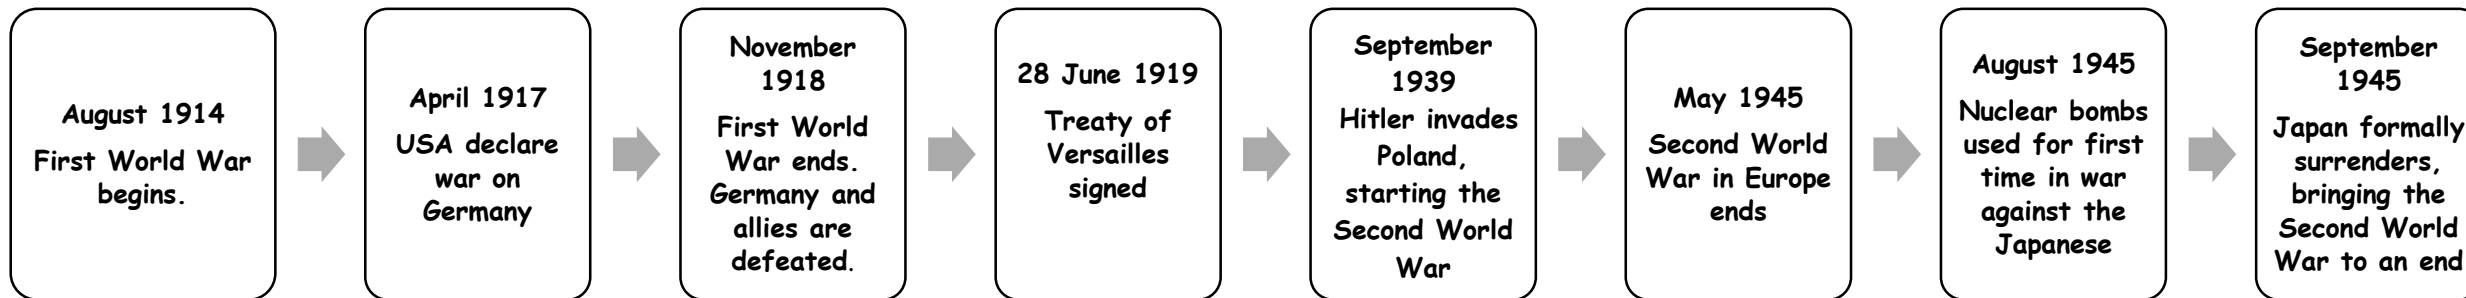 August 1914
First World War
begins.
April 1917
USA declare
war on
Germany
November
1918
First World
War ends.
Germany and
allies are
defeated.
28 June 1919
Treaty of
Versailles
signed
September
1939
Hitler invades
Poland,
starting the
Second World
War
May 1945
Second World
War in Europe
ends
August 1945
Nuclear bombs
used for first
time in war
against the
Japanese
September
1945
Japan formally
surrenders,
bringing the
Second World
War to an end